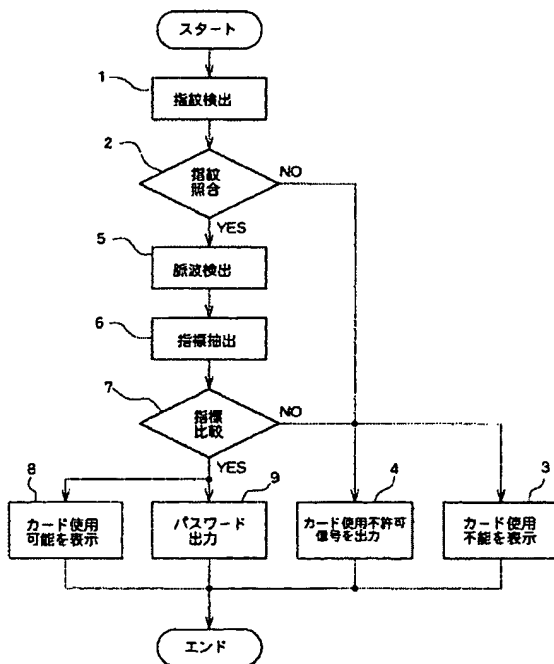 スタート
1
指紋検出
2
指紋
照合
NO
YES
5
脈波検出
6
指標抽出
7
指標
比較
NO
YES
8
カード使用
可能を表示
9
パスワード
出力
4
カード使用不許可
信号を出力
3
カード使用
不能を表示
エンド